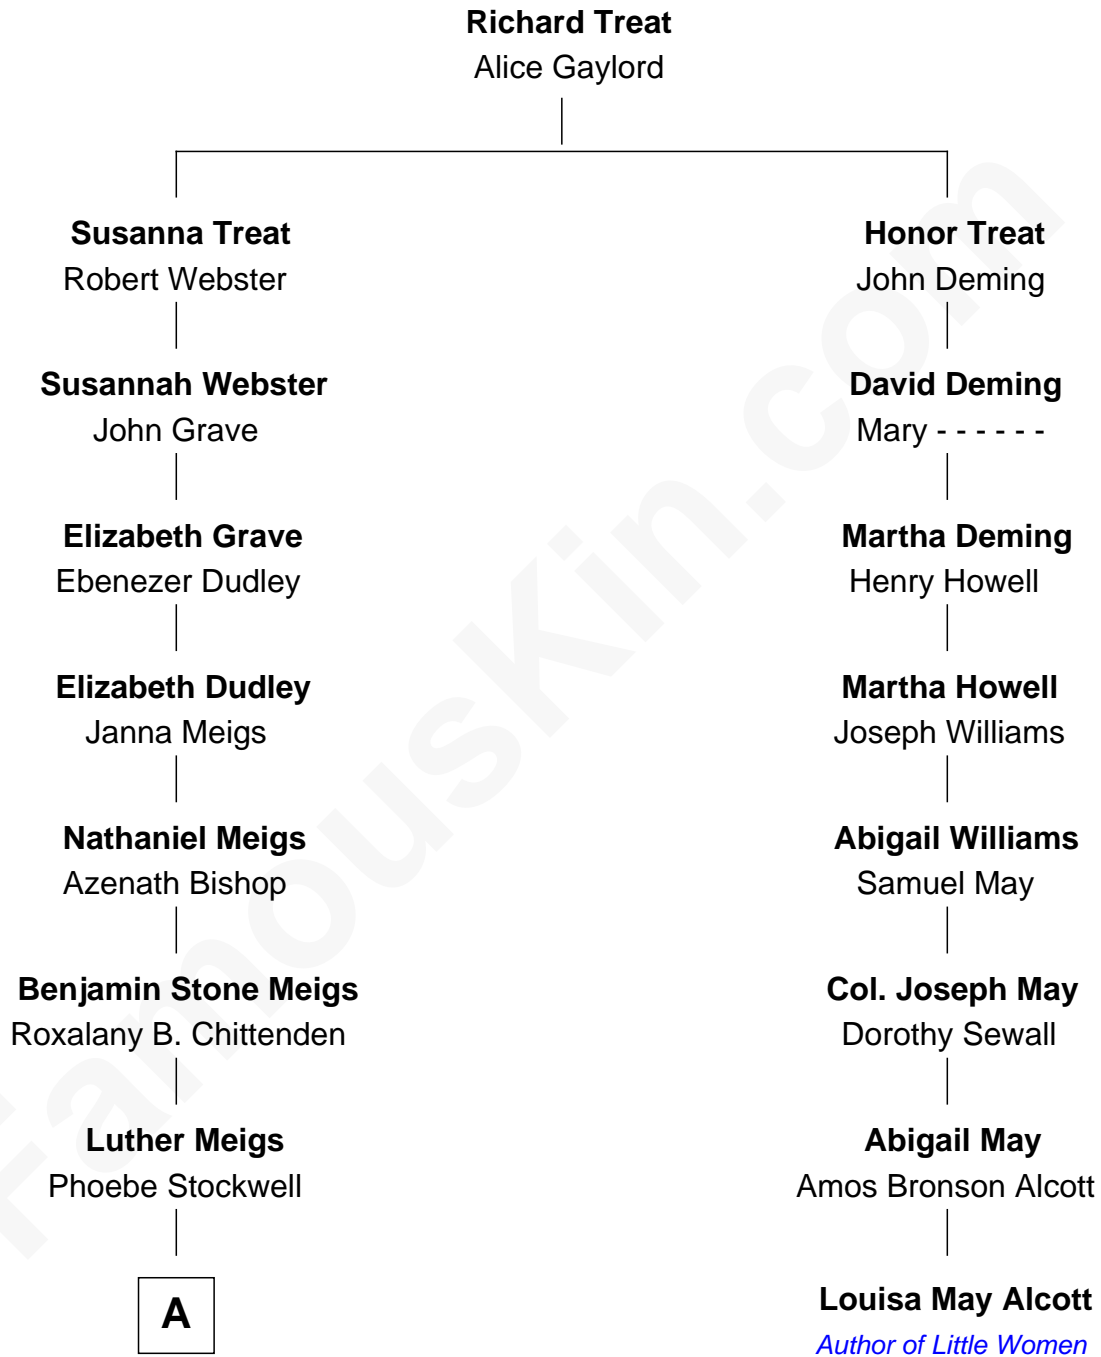 Richard Treat
Alice Gaylord
Susanna Treat
Robert Webster
Honor Treat
John Deming
Susannah Webster
John Grave
David Deming
Mary - - - - - -
Elizabeth Grave
Ebenezer Dudley
Martha Deming
Henry Howell
Elizabeth Dudley
Janna Meigs
Martha Howell
Joseph Williams
Nathaniel Meigs
Azenath Bishop
Abigail Williams
Samuel May
Benjamin Stone Meigs
Roxalany B. Chittenden
Col. Joseph May
Dorothy Sewall
Luther Meigs
Phoebe Stockwell
Abigail May
Amos Bronson Alcott
A
Louisa May Alcott
Author of Little Women
FamousKin.com